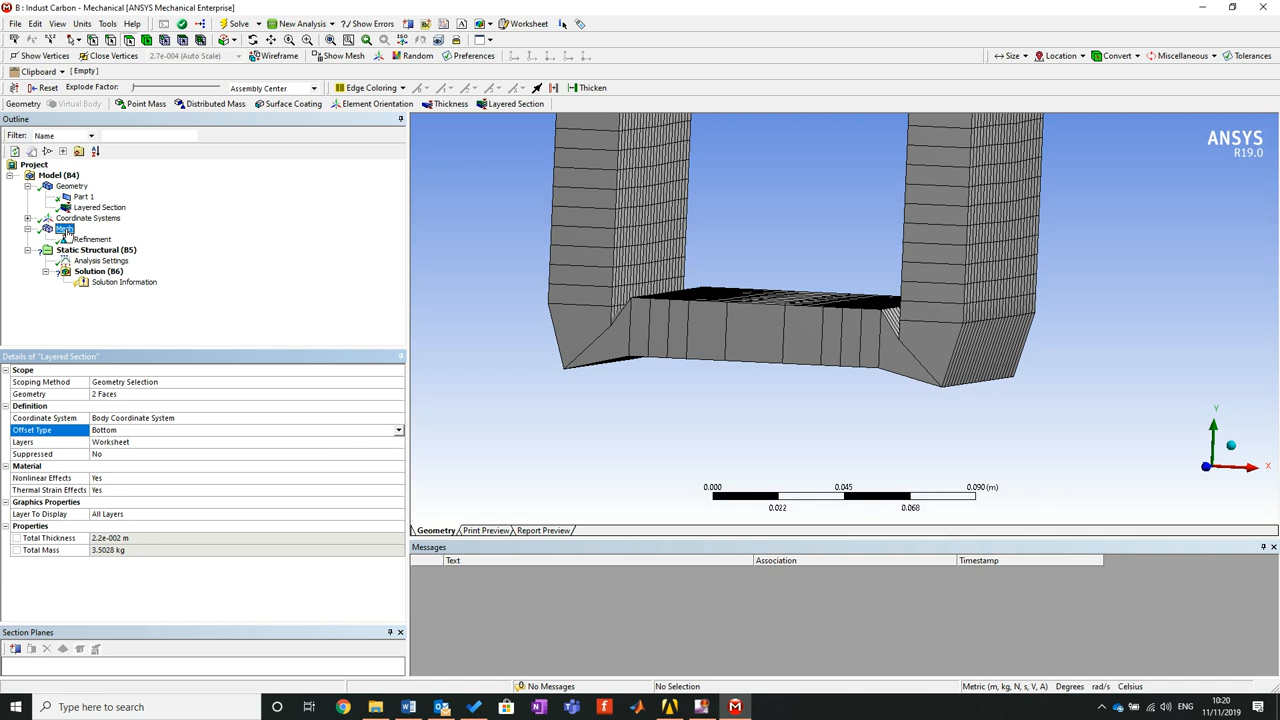 B : Indust Carbon - Mechanical [ANSYS Mechanical Enterprise]
File Edit View Units Tools Help Solve New Analysis Show Errors Worksheet
Show Vertices Close Vertices 2.7e-004 (Auto Scale) Wireframe Show Mesh Random Preferences Size Location Convert Miscellaneous Tolerances
Clipboard [ Empty ]
Reset Explode Factor: Assembly Center Edge Coloring Thicken
Geometry Virtual Body Point Mass Distributed Mass Surface Coating Element Orientation Thickness Layered Section
Outline
Filter: Name
Project
Model (B4)
Geometry
Part 1
Layered Section
Coordinate Systems
Mesh
Refinement
Static Structural (B5)
Analysis Settings
Solution (B6)
Solution Information
ANSYS
R19.0
Y
X
0.000 0.045 0.090 (m)
0.022 0.068
Geometry Print Preview Report Preview
Details of "Layered Section"
Scope
Scoping Method Geometry Selection
Geometry 2 Faces
Definition
Coordinate System Body Coordinate System
Offset Type Bottom
Layers Worksheet
Suppressed No
Material
Nonlinear Effects Yes
Thermal Strain Effects Yes
Graphics Properties
Layer To Display All Layers
Properties
Total Thickness 2.2e-002 m
Total Mass 3.5028 kg
Messages
Text Association Timestamp
Section Planes
No Messages No Selection Metric (m, kg, N, s, V, A) Degrees rad/s Celsius
Type here to search
ENG
10:20
11/11/2019